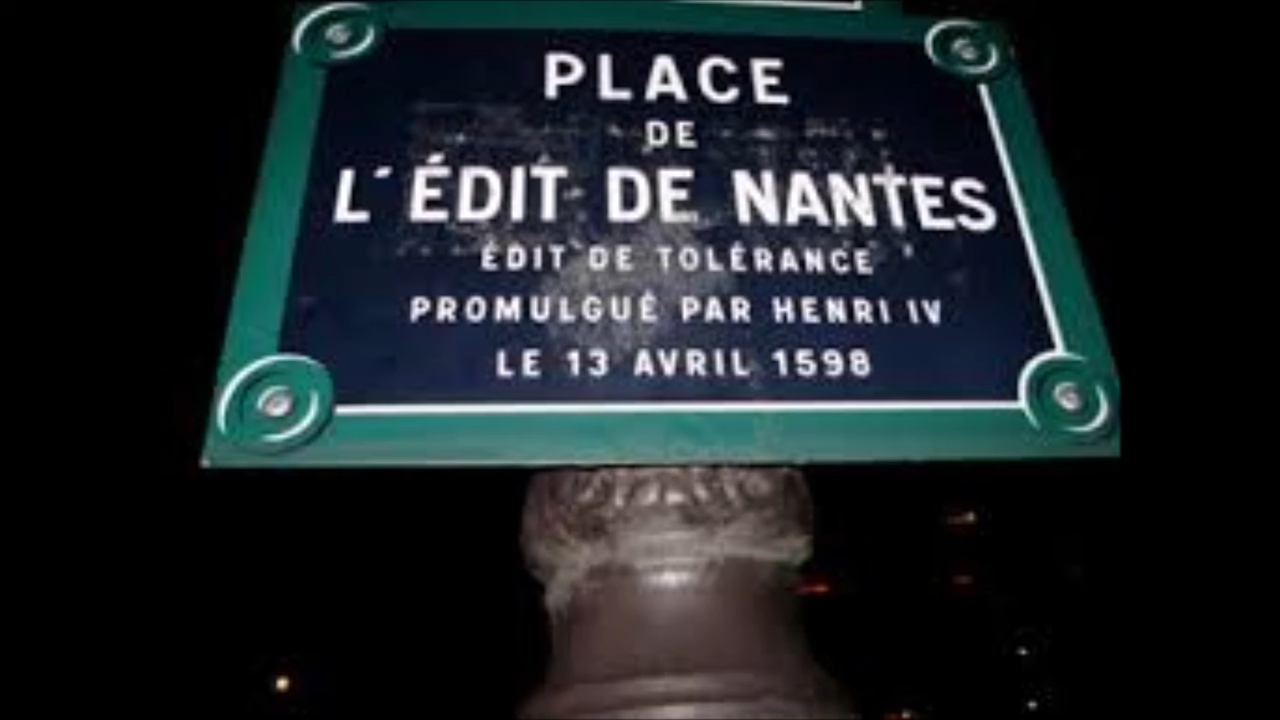 PLACE
DE
L'ÉDIT DE NANTES
ÉDIT DE TOLÉRANCE
PROMULGUÉ PAR HENRI IV
LE 13 AVRIL 1598